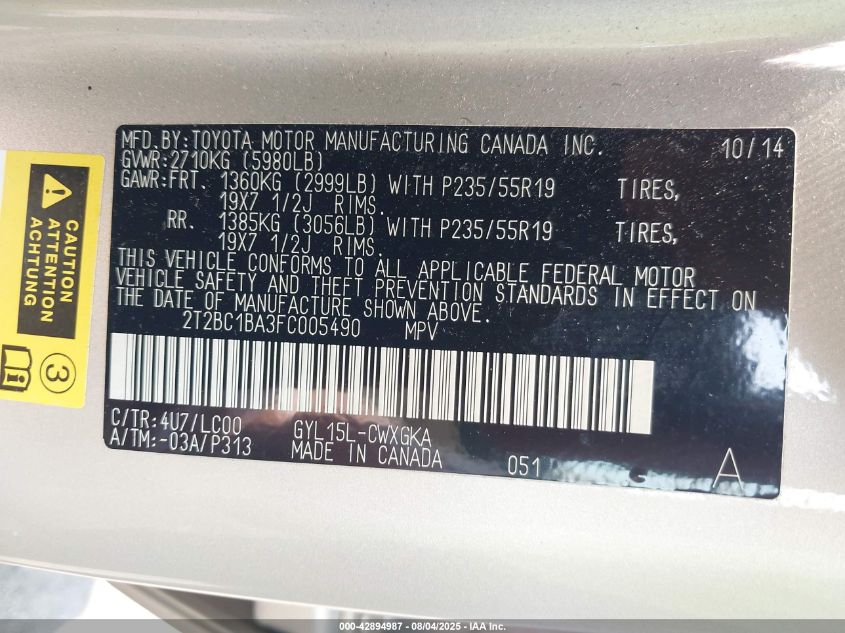 MFD.BY:TOYOTA MOTOR MANUFACTURING CANADA INC. 10/14
GVWR:2710KG (5980LB)
GAWR:FRT. 1360KG (2999LB) WITH P235/55R19 TIRES,
19X7 1/2J RIMS.
RR. 1385KG (3056LB) WITH P235/55R19 TIRES,
19X7 1/2J RIMS.
THIS VEHICLE CONFORMS TO ALL APPLICABLE FEDERAL MOTOR
VEHICLE SAFETY AND THEFT PREVENTION STANDARDS IN EFFECT ON
THE DATE OF MANUFACTURE SHOWN ABOVE.
2T2BC1BA3FC005490 MPV
C/TR:4U7/LC00 GYL15L-CWXGKA
A/TM:-03A/P313 MADE IN CANADA 051 A
CAUTION
ATTENTION
ACHTUNG
3
000-42894987 - 08/04/2025 - IAA Inc.